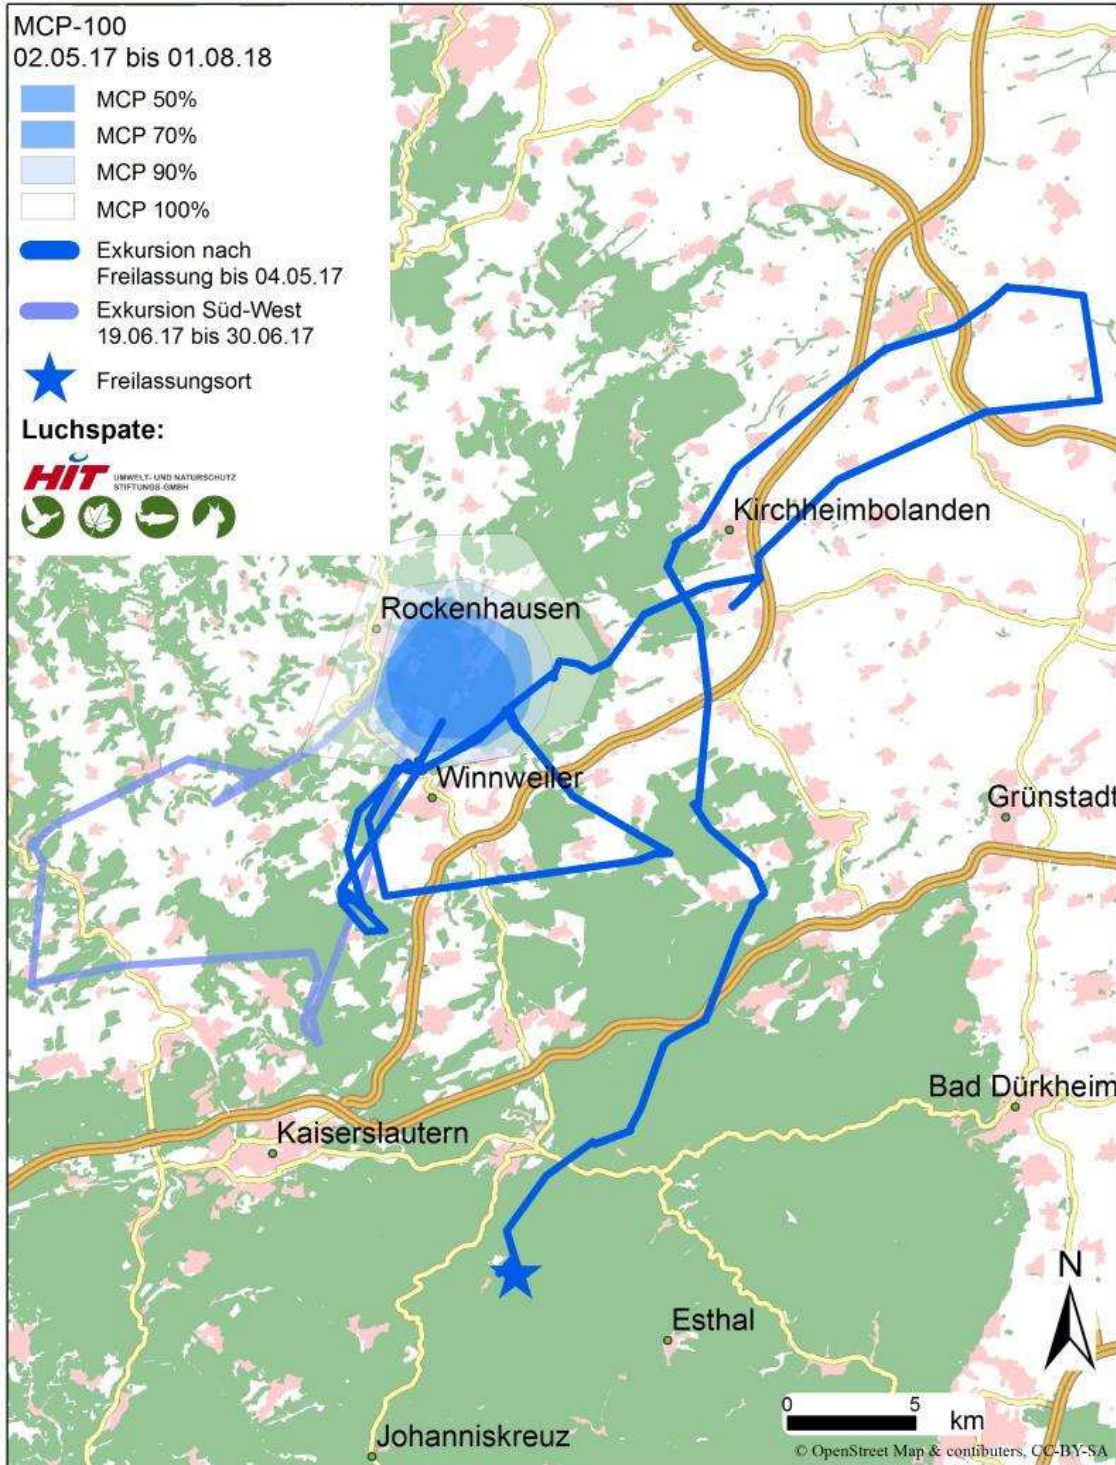 MCP-100
02.05.17 bis 01.08.18
MCP 50%
MCP 70%
MCP 90%
MCP 100%
Exkursion nach
Freilassung bis 04.05.17
Exkursion Süd-West
19.06.17 bis 30.06.17
Freilassungsort
Luchspate:
HIT UMWELT- UND NATURSCHUTZ
STIFTUNGS-GMBH
Kirchheimbolanden
Rockenhausen
Winnweiler
Grünstadt
Bad Dürkheim
Kaiserslautern
N
Esthal
0 5 km
Johanniskreuz
© OpenStreet Map & contibuters, CC-BY-SA